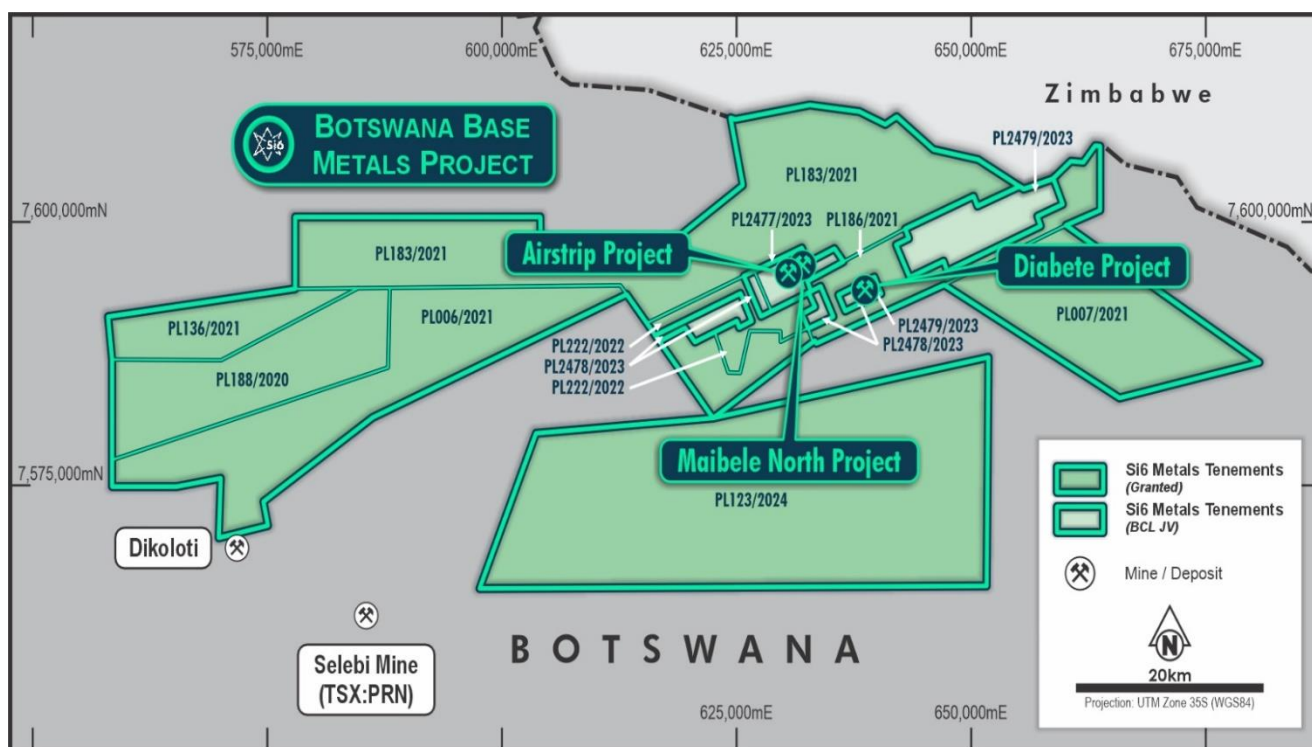 575,000mE
600,000mE
625,000mE
650,000mE
675,000mE
Zimbabwe
Si6
BOTSWANA BASE
METALS PROJECT
PL2479/2023
PL183/2021
7,600,000mN
7,600,000mN
PL2477/2023
PL186/2021
PL183/2021
Airstrip Project
Diabete Project
PL136/2021
PL006/2021
PL007/2021
PL222/2022
PL2478/2023
PL222/2022
PL2479/2023
PL2478/2023
PL188/2020
Maibele North Project
7,575,000mN
PL123/2024
Dikoloti
Selebi Mine
(TSX:PRN)
BOTSWANA
Si6 Metals Tenements
(Granted)
Si6 Metals Tenements
(BCL JV)
Mine / Deposit
N
20km
Projection: UTM Zone 35S (WGS84)
625,000mE
650,000mE